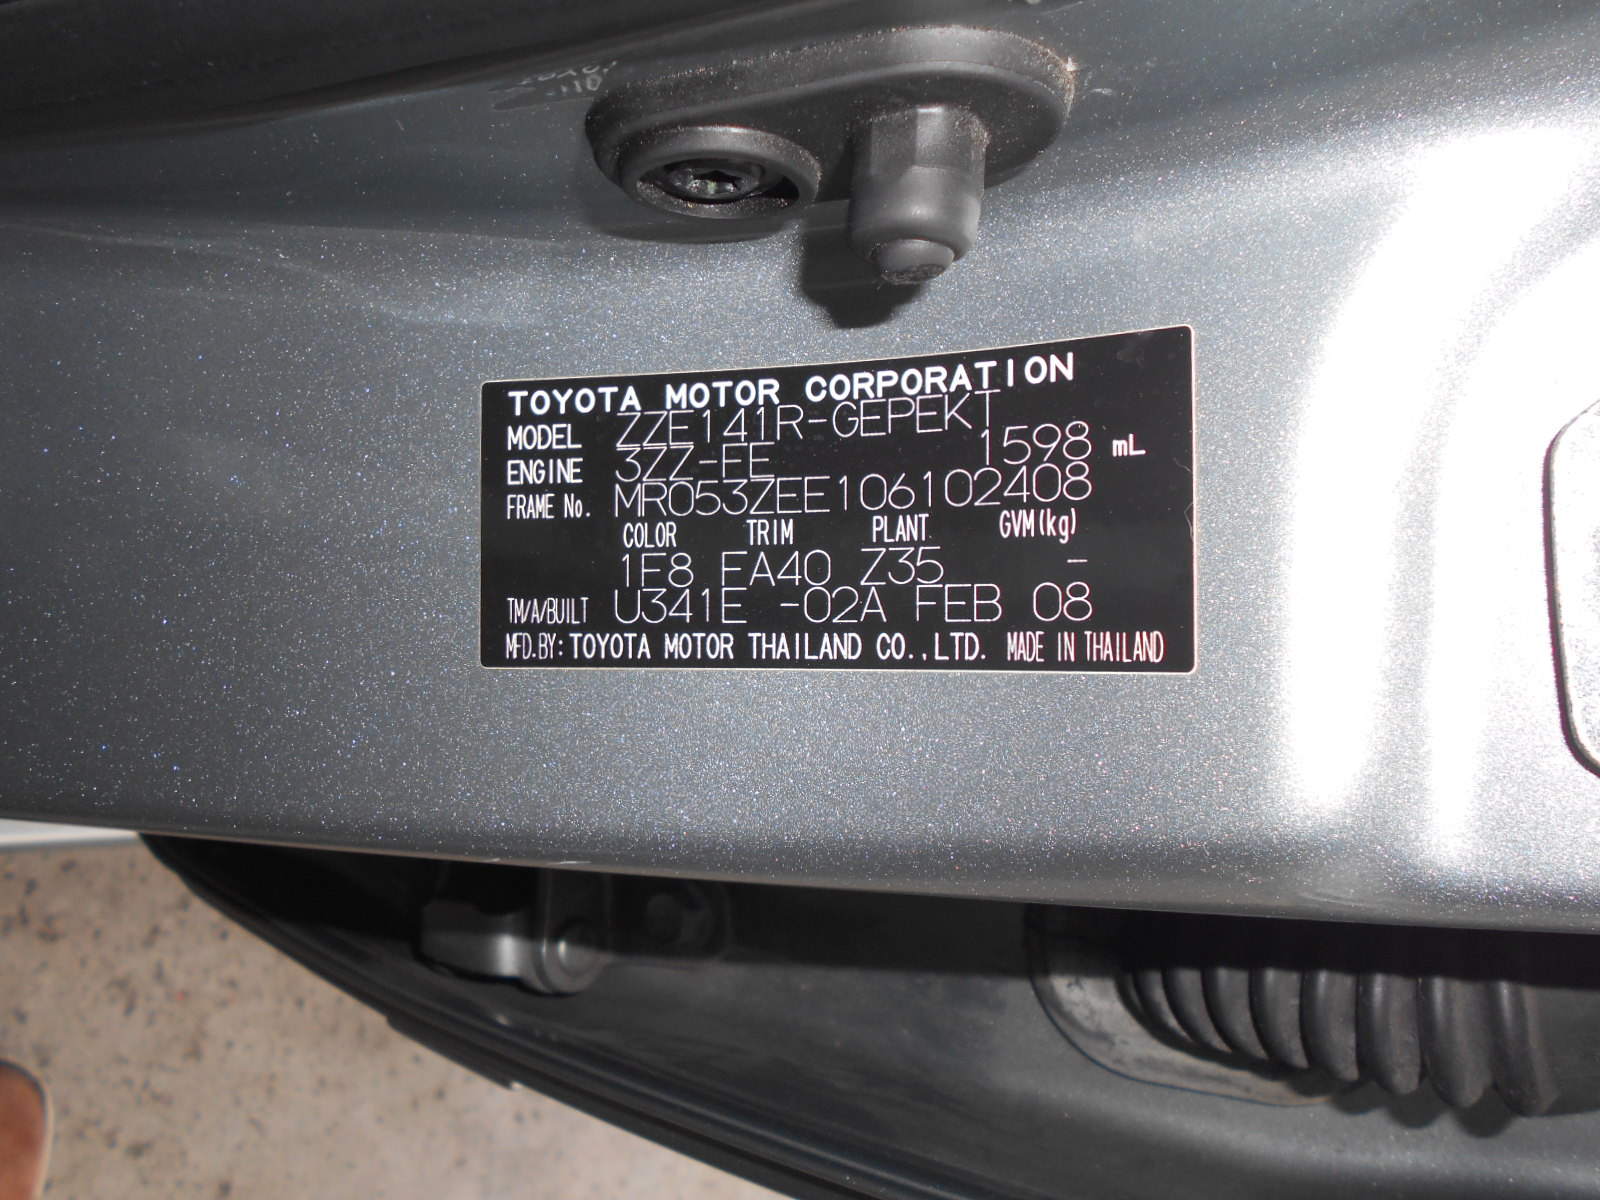 TOYOTA MOTOR CORPORATION
MODEL ZZE141R-GEPEKT
ENGINE 3ZZ-FE 1598 mL
FRAME No. MR053ZEE106102408
COLOR TRIM PLANT GVM(kg)
1F8 FA40 Z35 -
TM/A/BUILT U341E -02A FEB 08
MFD.BY:TOYOTA MOTOR THAILAND CO.,LTD. MADE IN THAILAND